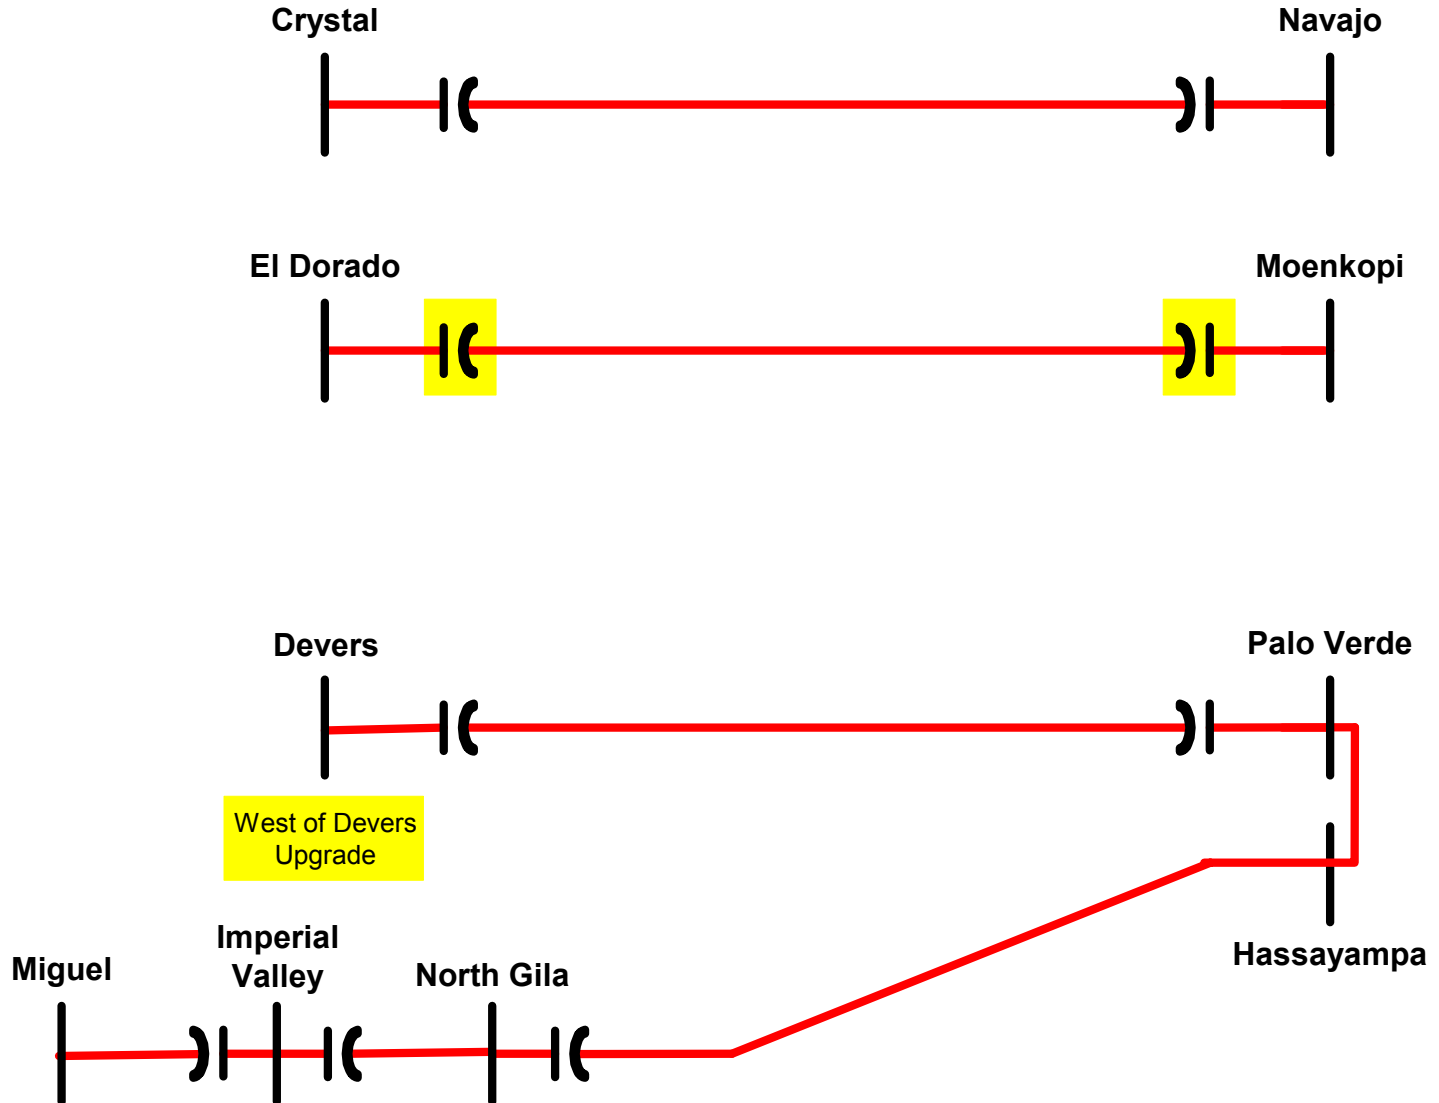 Crystal
Navajo
El Dorado
Moenkopi
Devers
Palo Verde
West of Devers
Upgrade
Imperial
Valley
Miguel
North Gila
Hassayampa